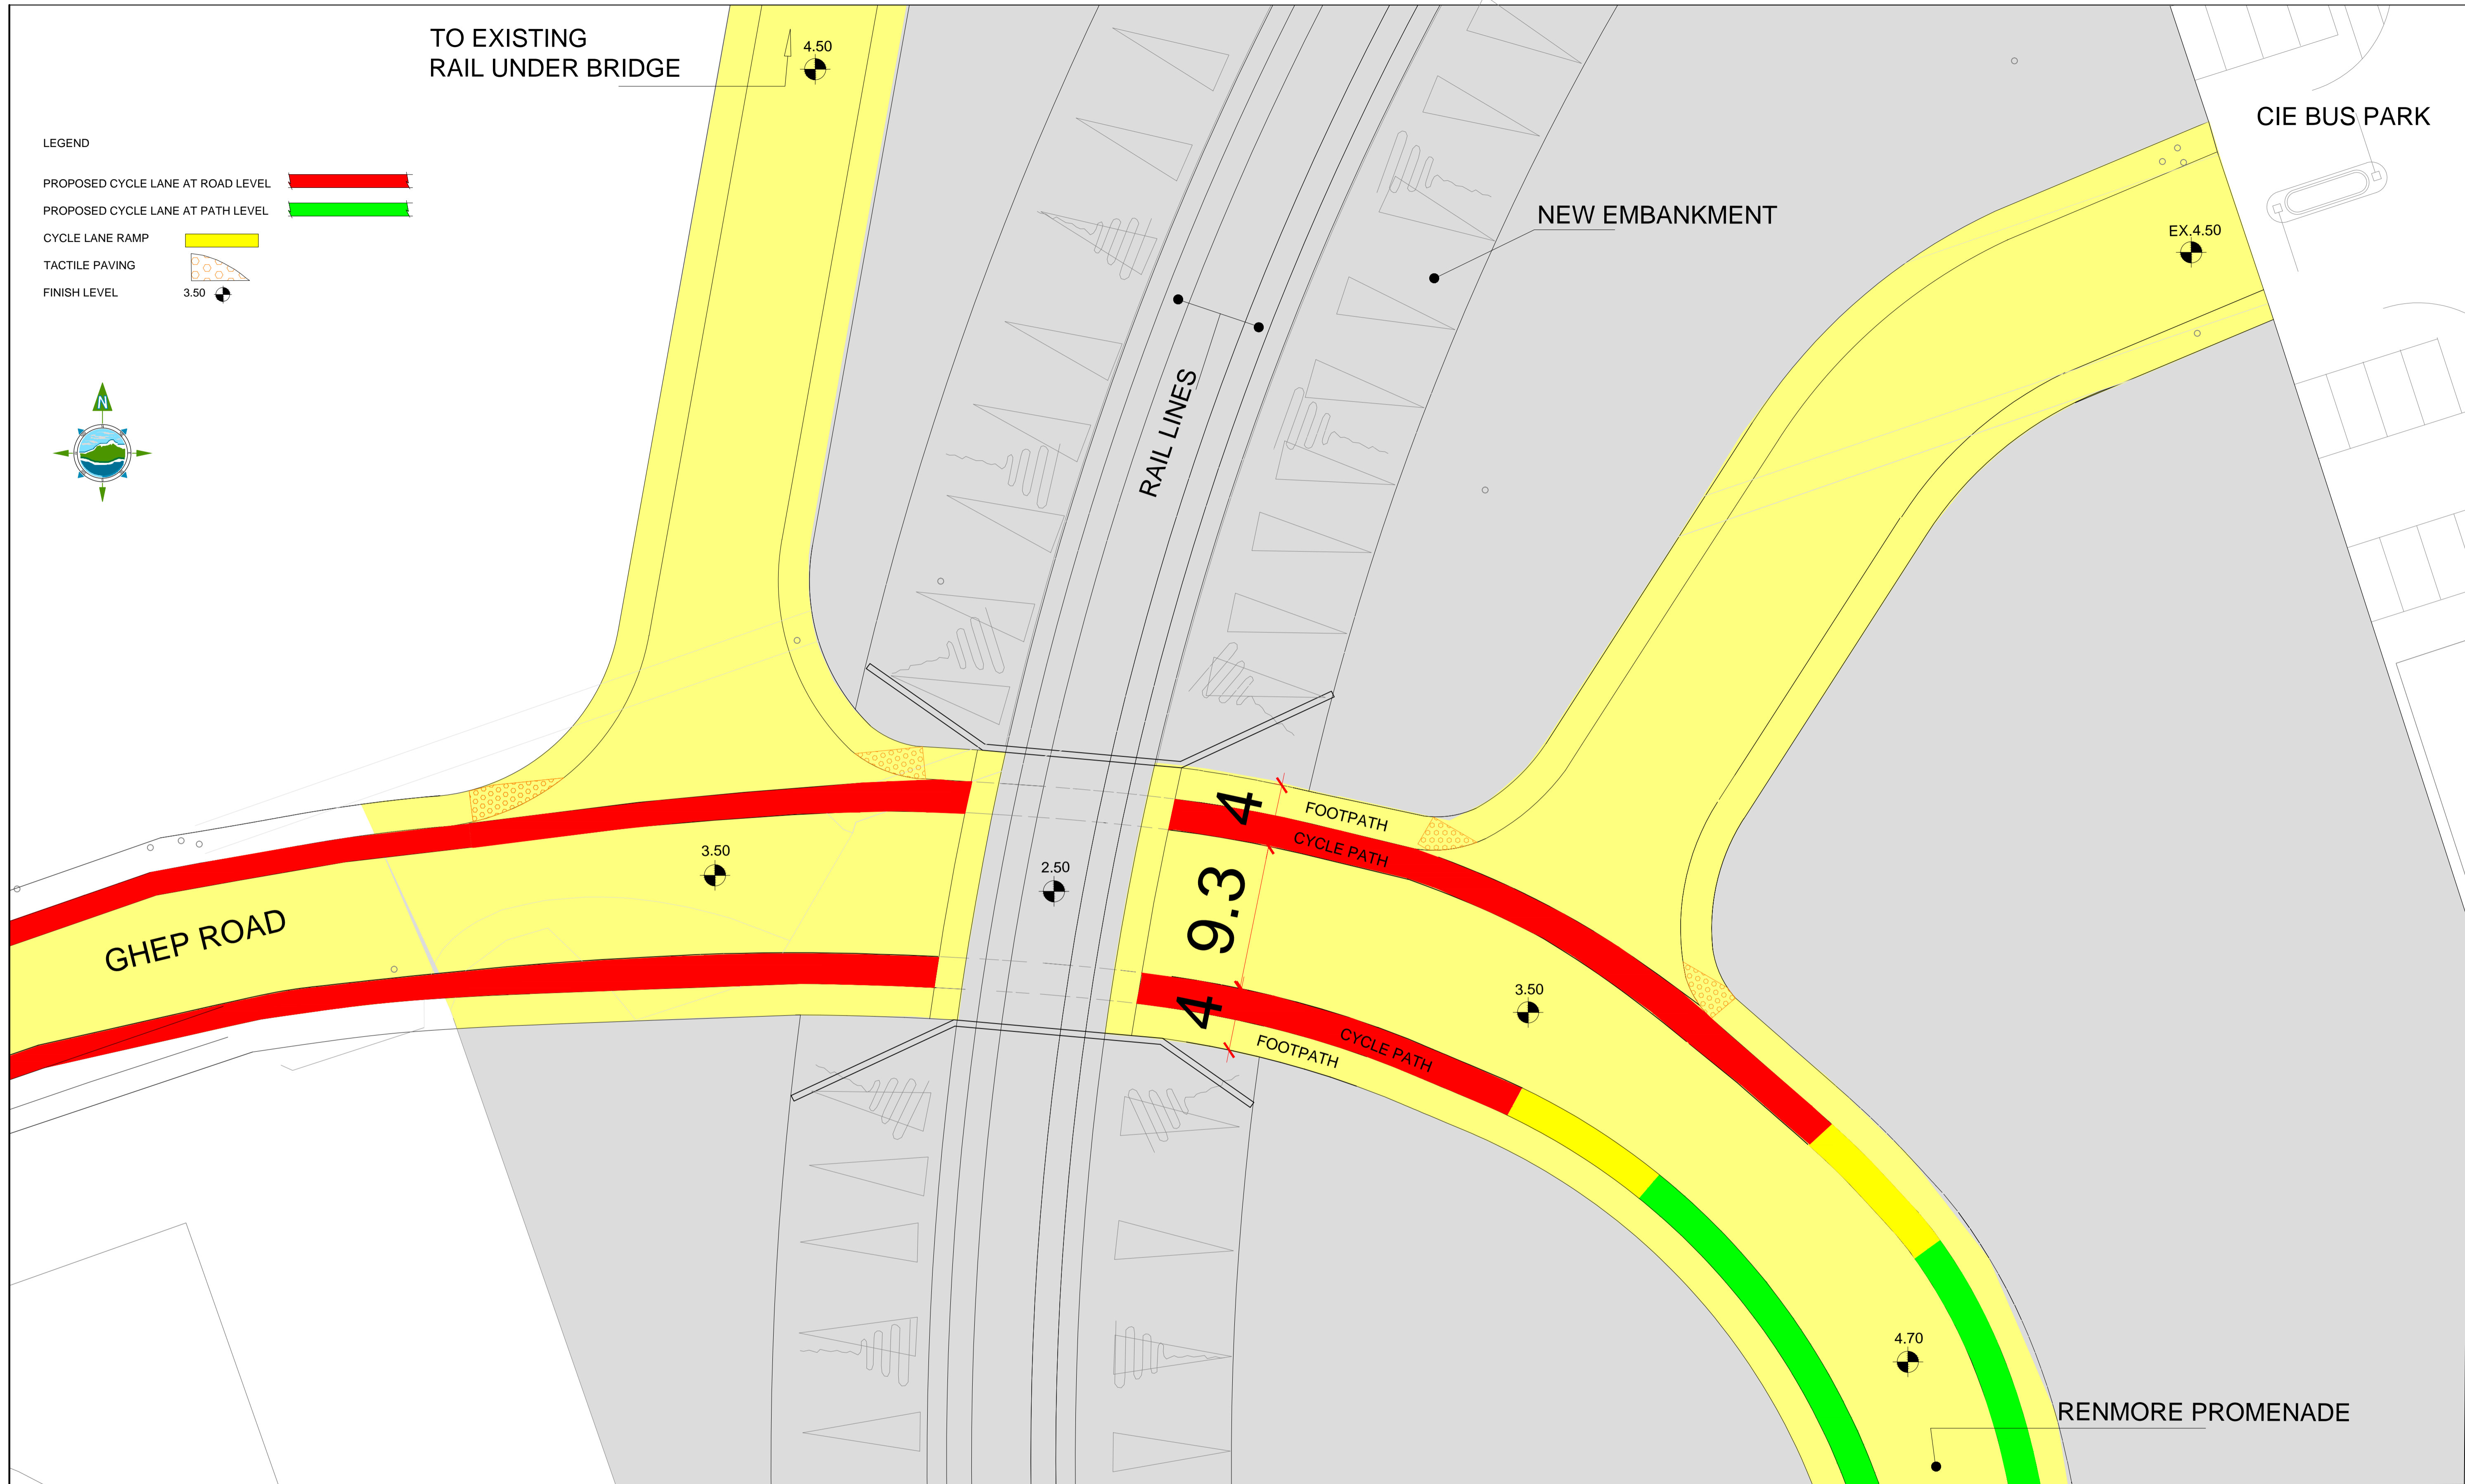 TO EXISTING
RAIL UNDER BRIDGE
4.50
CIE BUS PARK
LEGEND
PROPOSED CYCLE LANE AT ROAD LEVEL
PROPOSED CYCLE LANE AT PATH LEVEL
CYCLE LANE RAMP
TACTILE PAVING
FINISH LEVEL 3.50
N
NEW EMBANKMENT
EX.4.50
RAIL LINES
4
FOOTPATH
CYCLE PATH
3.50
2.50
9.3
GHEP ROAD
3.50
4
CYCLE PATH
FOOTPATH
4.70
RENMORE PROMENADE